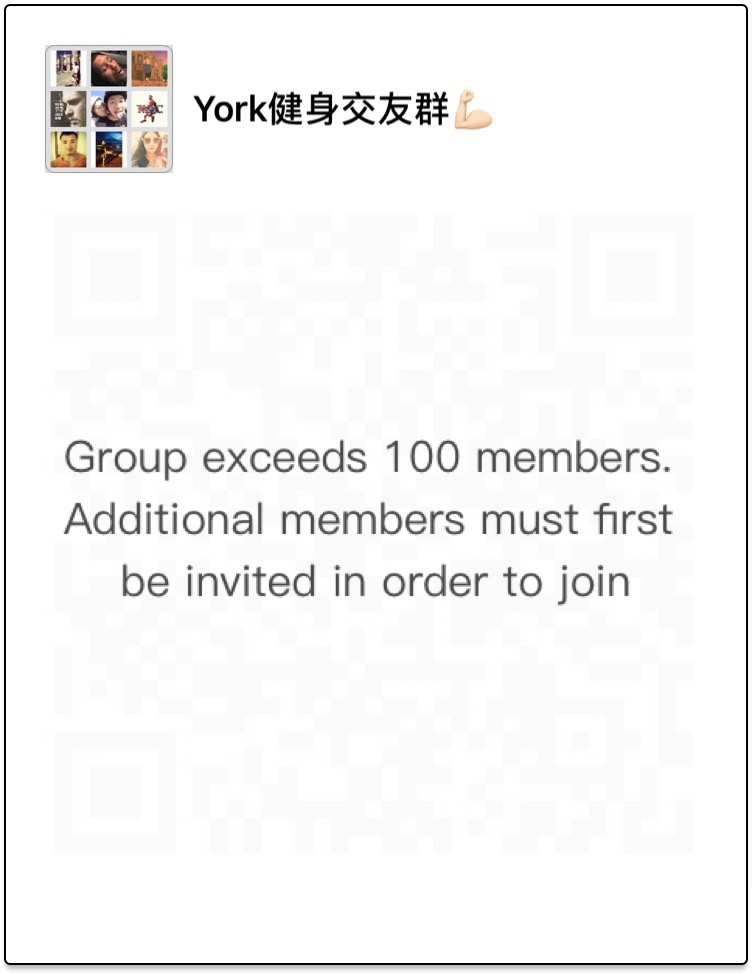 York健身交友群💪🏻
Group exceeds 100 members.
Additional members must first
be invited in order to join